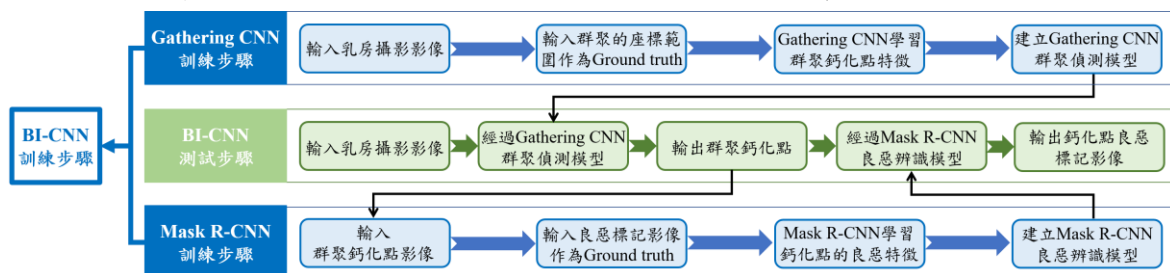 Gathering CNN
訓練步驟
輸入乳房攝影影像
輸入群聚的座標範
圍作為Ground truth
Gathering CNN學習
群聚鈣化點特徵
建立Gathering CNN
群聚偵測模型
BI-CNN
訓練步驟
BI-CNN
測試步驟
輸入乳房攝影影像
經過Gathering CNN
群聚偵測模型
輸出群聚鈣化點
經過Mask R-CNN
良惡辨識模型
輸出鈣化點良惡
標記影像
Mask R-CNN
訓練步驟
輸入
群聚鈣化點影像
輸入良惡標記影像
作為Ground truth
Mask R-CNN學習
鈣化點的良惡特徵
建立Mask R-CNN
良惡辨識模型